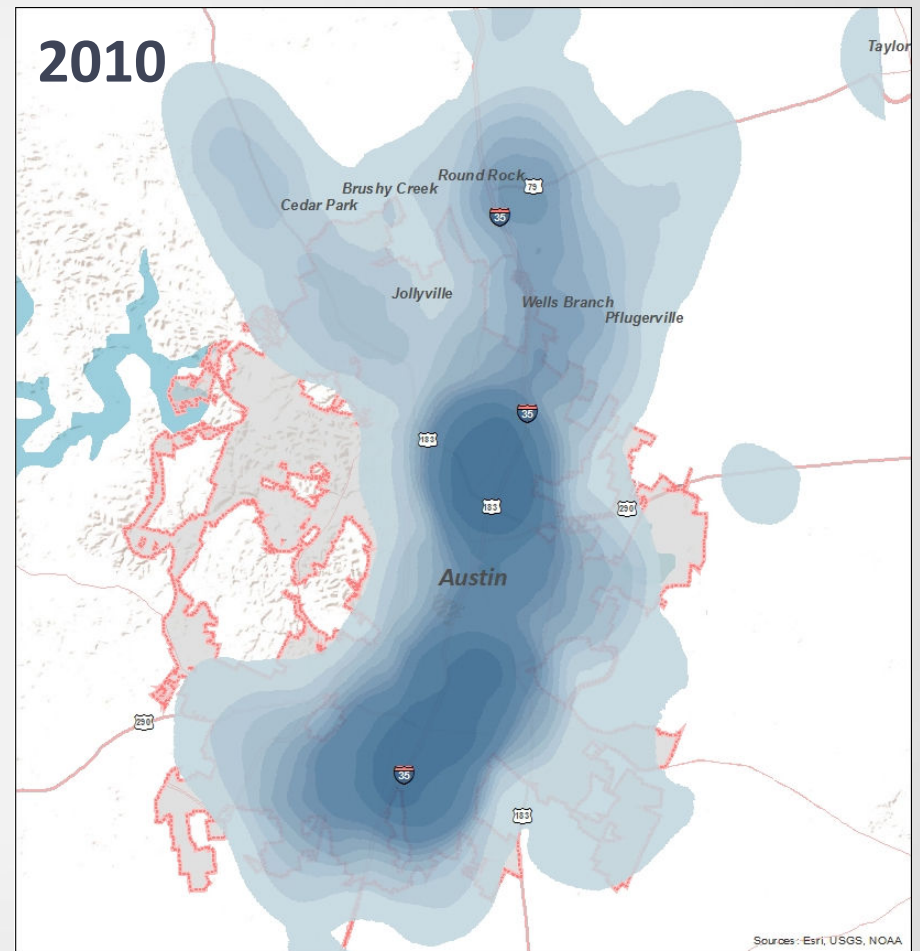 2010
Taylor
Round Rock
79
Brushy Creek
Cedar Park
35
Jollyville
Wells Branch
Pflugerville
35
183
183
290
Austin
290
35
183
Sources: Esri, USGS, NOAA